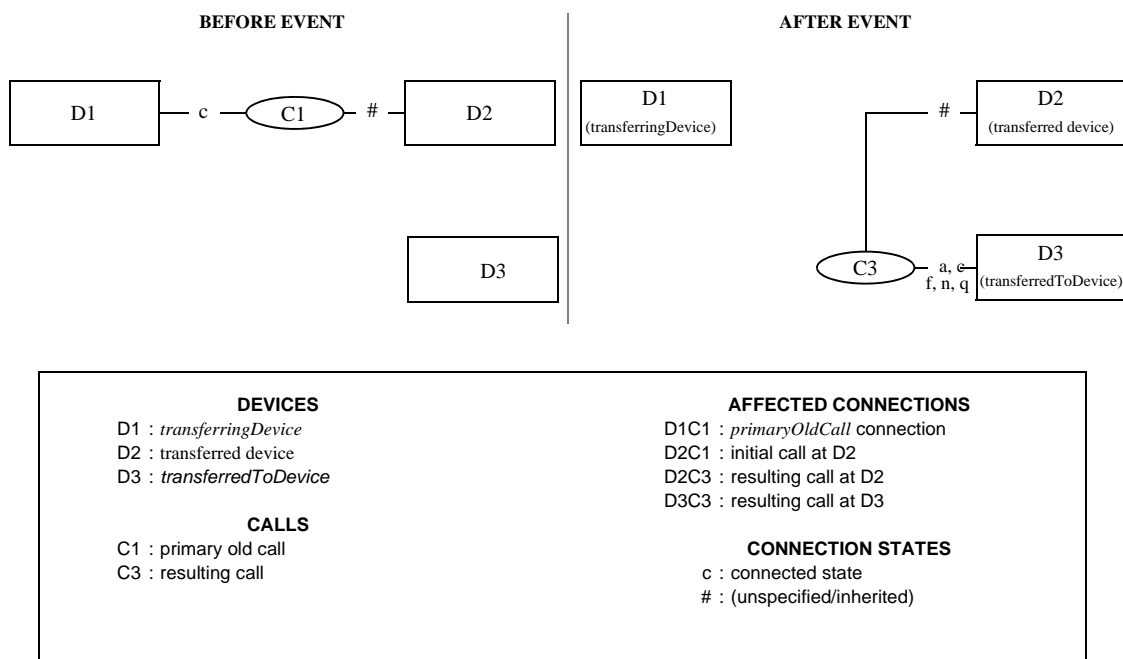 BEFORE EVENT
AFTER EVENT
D1
c
C1
#
D2
D3
D1
(transferringDevice)
#
D2
(transferred device)
C3
a, c
f, n, q
D3
(transferredToDevice)
DEVICES
D1 : transferringDevice
D2 : transferred device
D3 : transferredToDevice
CALLS
C1 : primary old call
C3 : resulting call
AFFECTED CONNECTIONS
D1C1 : primaryOldCall connection
D2C1 : initial call at D2
D2C3 : resulting call at D2
D3C3 : resulting call at D3
CONNECTION STATES
c : connected state
# : (unspecified/inherited)